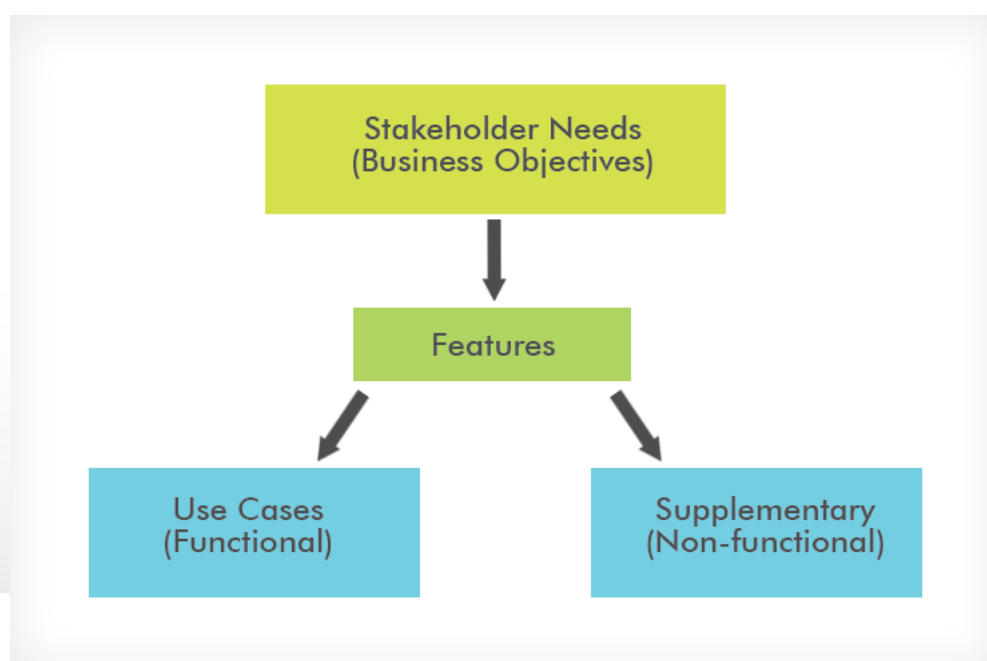 Stakeholder Needs
(Business Objectives)
Features
Use Cases
(Functional)
Supplementary
(Non-functional)